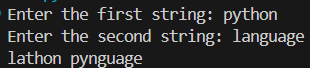 Enter the first string: python
Enter the second string: language
lathon pynguage